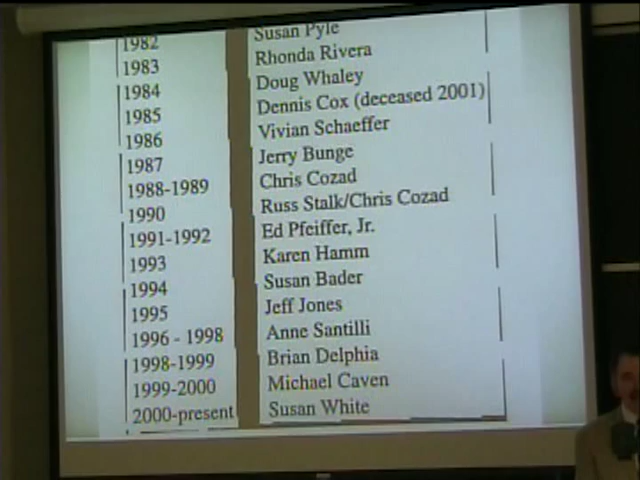 1982 Susan Pyle
1983 Rhonda Rivera
1984 Doug Whaley
1985 Dennis Cox (deceased 2001)
1986 Vivian Schaeffer
1987 Jerry Bunge
1988-1989 Chris Cozad
1990 Russ Stalk/Chris Cozad
1991-1992 Ed Pfeiffer, Jr.
1993 Karen Hamm
1994 Susan Bader
1995 Jeff Jones
1996 - 1998 Anne Santilli
1998-1999 Brian Delphia
1999-2000 Michael Caven
2000-present Susan White